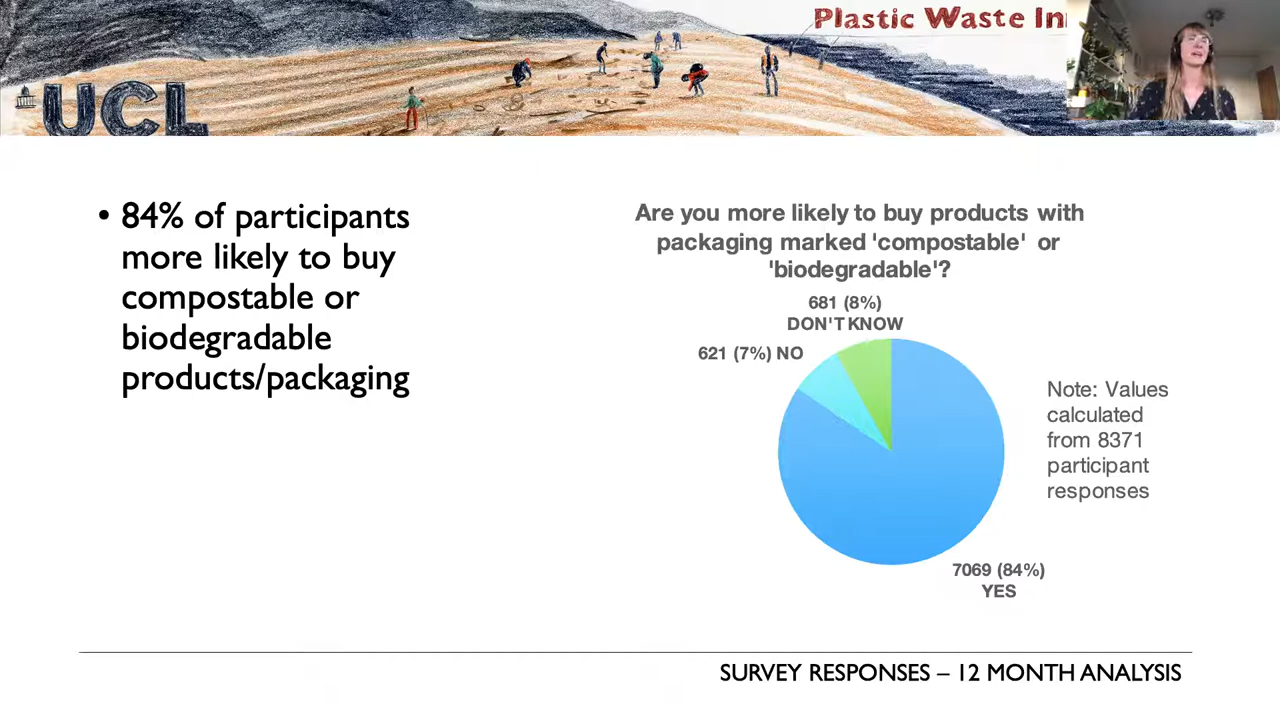 Plastic Waste In
UCL
• 84% of participants
more likely to buy
compostable or
biodegradable
products/packaging
Are you more likely to buy products with
packaging marked 'compostable' or
'biodegradable'?
681 (8%)
DON'T KNOW
621 (7%) NO
Note: Values
calculated
from 8371
participant
responses
7069 (84%)
YES
SURVEY RESPONSES – 12 MONTH ANALYSIS